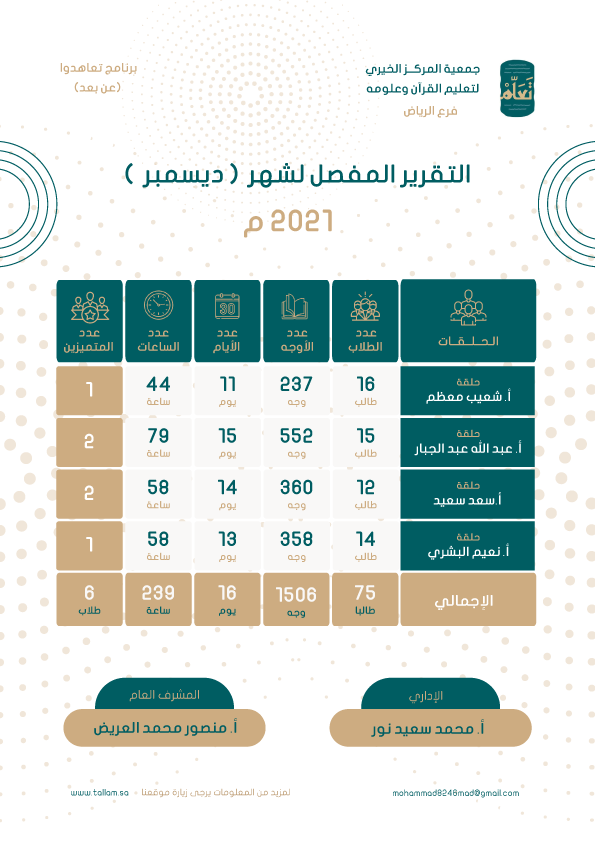 جمعية المركـز الخيري
لتعليم القرآن وعلومه
فرع الرياض
تَعَلَّمْ
برنامج تعاهدوا
(عن بعد)
التقرير المفصل لشهر ( ديسمبر )
2021 م
الـحـلـقـات
عدد الطلاب
عدد الأوجه
30
عدد الأيام
عدد الساعات
عدد المتميزين
حلقة
أ. شعيب معظم
16 طالب
237 وجه
11 يوم
44 ساعة
1
حلقة
أ. عبد الله عبد الجبار
15 طالب
552 وجه
15 يوم
79 ساعة
2
حلقة
أ.سعد سعيد
12 طالب
360 وجه
14 يوم
58 ساعة
2
حلقة
أ. نعيم البشري
14 طالب
358 وجه
13 يوم
58 ساعة
1
الإجمالي
75 طالبا
1506 وجه
16 يوم
239 ساعة
6 طلاب
الإداري
أ. محمد سعيد نور
المشرف العام
أ. منصور محمد العريض
mohammad8246mad@gmail.com
لمزيد من المعلومات يرجى زيارة موقعنا - www.tallam.sa